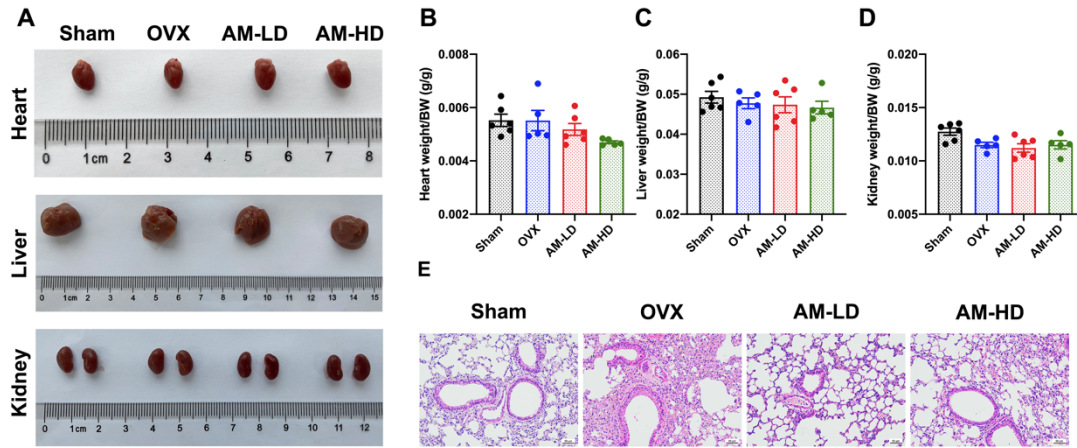 A
Sham OVX AM-LD AM-HD
Heart
0 1cm 2 3 4 5 6 7 8
Liver
0 1cm 2 3 4 5 6 7 8 9 10 11 12 13 14 15
Kidney
0 1cm 2 3 4 5 6 7 8 9 10 11 12
B
Heart weight/BW (g/g)
0.008
0.006
0.004
0.002
Sham OVX AM-LD AM-HD
C
Liver weight/BW (g/g)
0.06
0.05
0.04
0.03
0.02
Sham OVX AM-LD AM-HD
D
Kidney weight/BW (g/g)
0.020
0.015
0.010
0.005
Sham OVX AM-LD AM-HD
E
Sham OVX AM-LD AM-HD